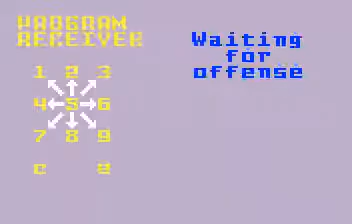 PROGRAM
RECEIVER
Waiting
for
offense
1 2 3
4 5 6
7 8 9
c e